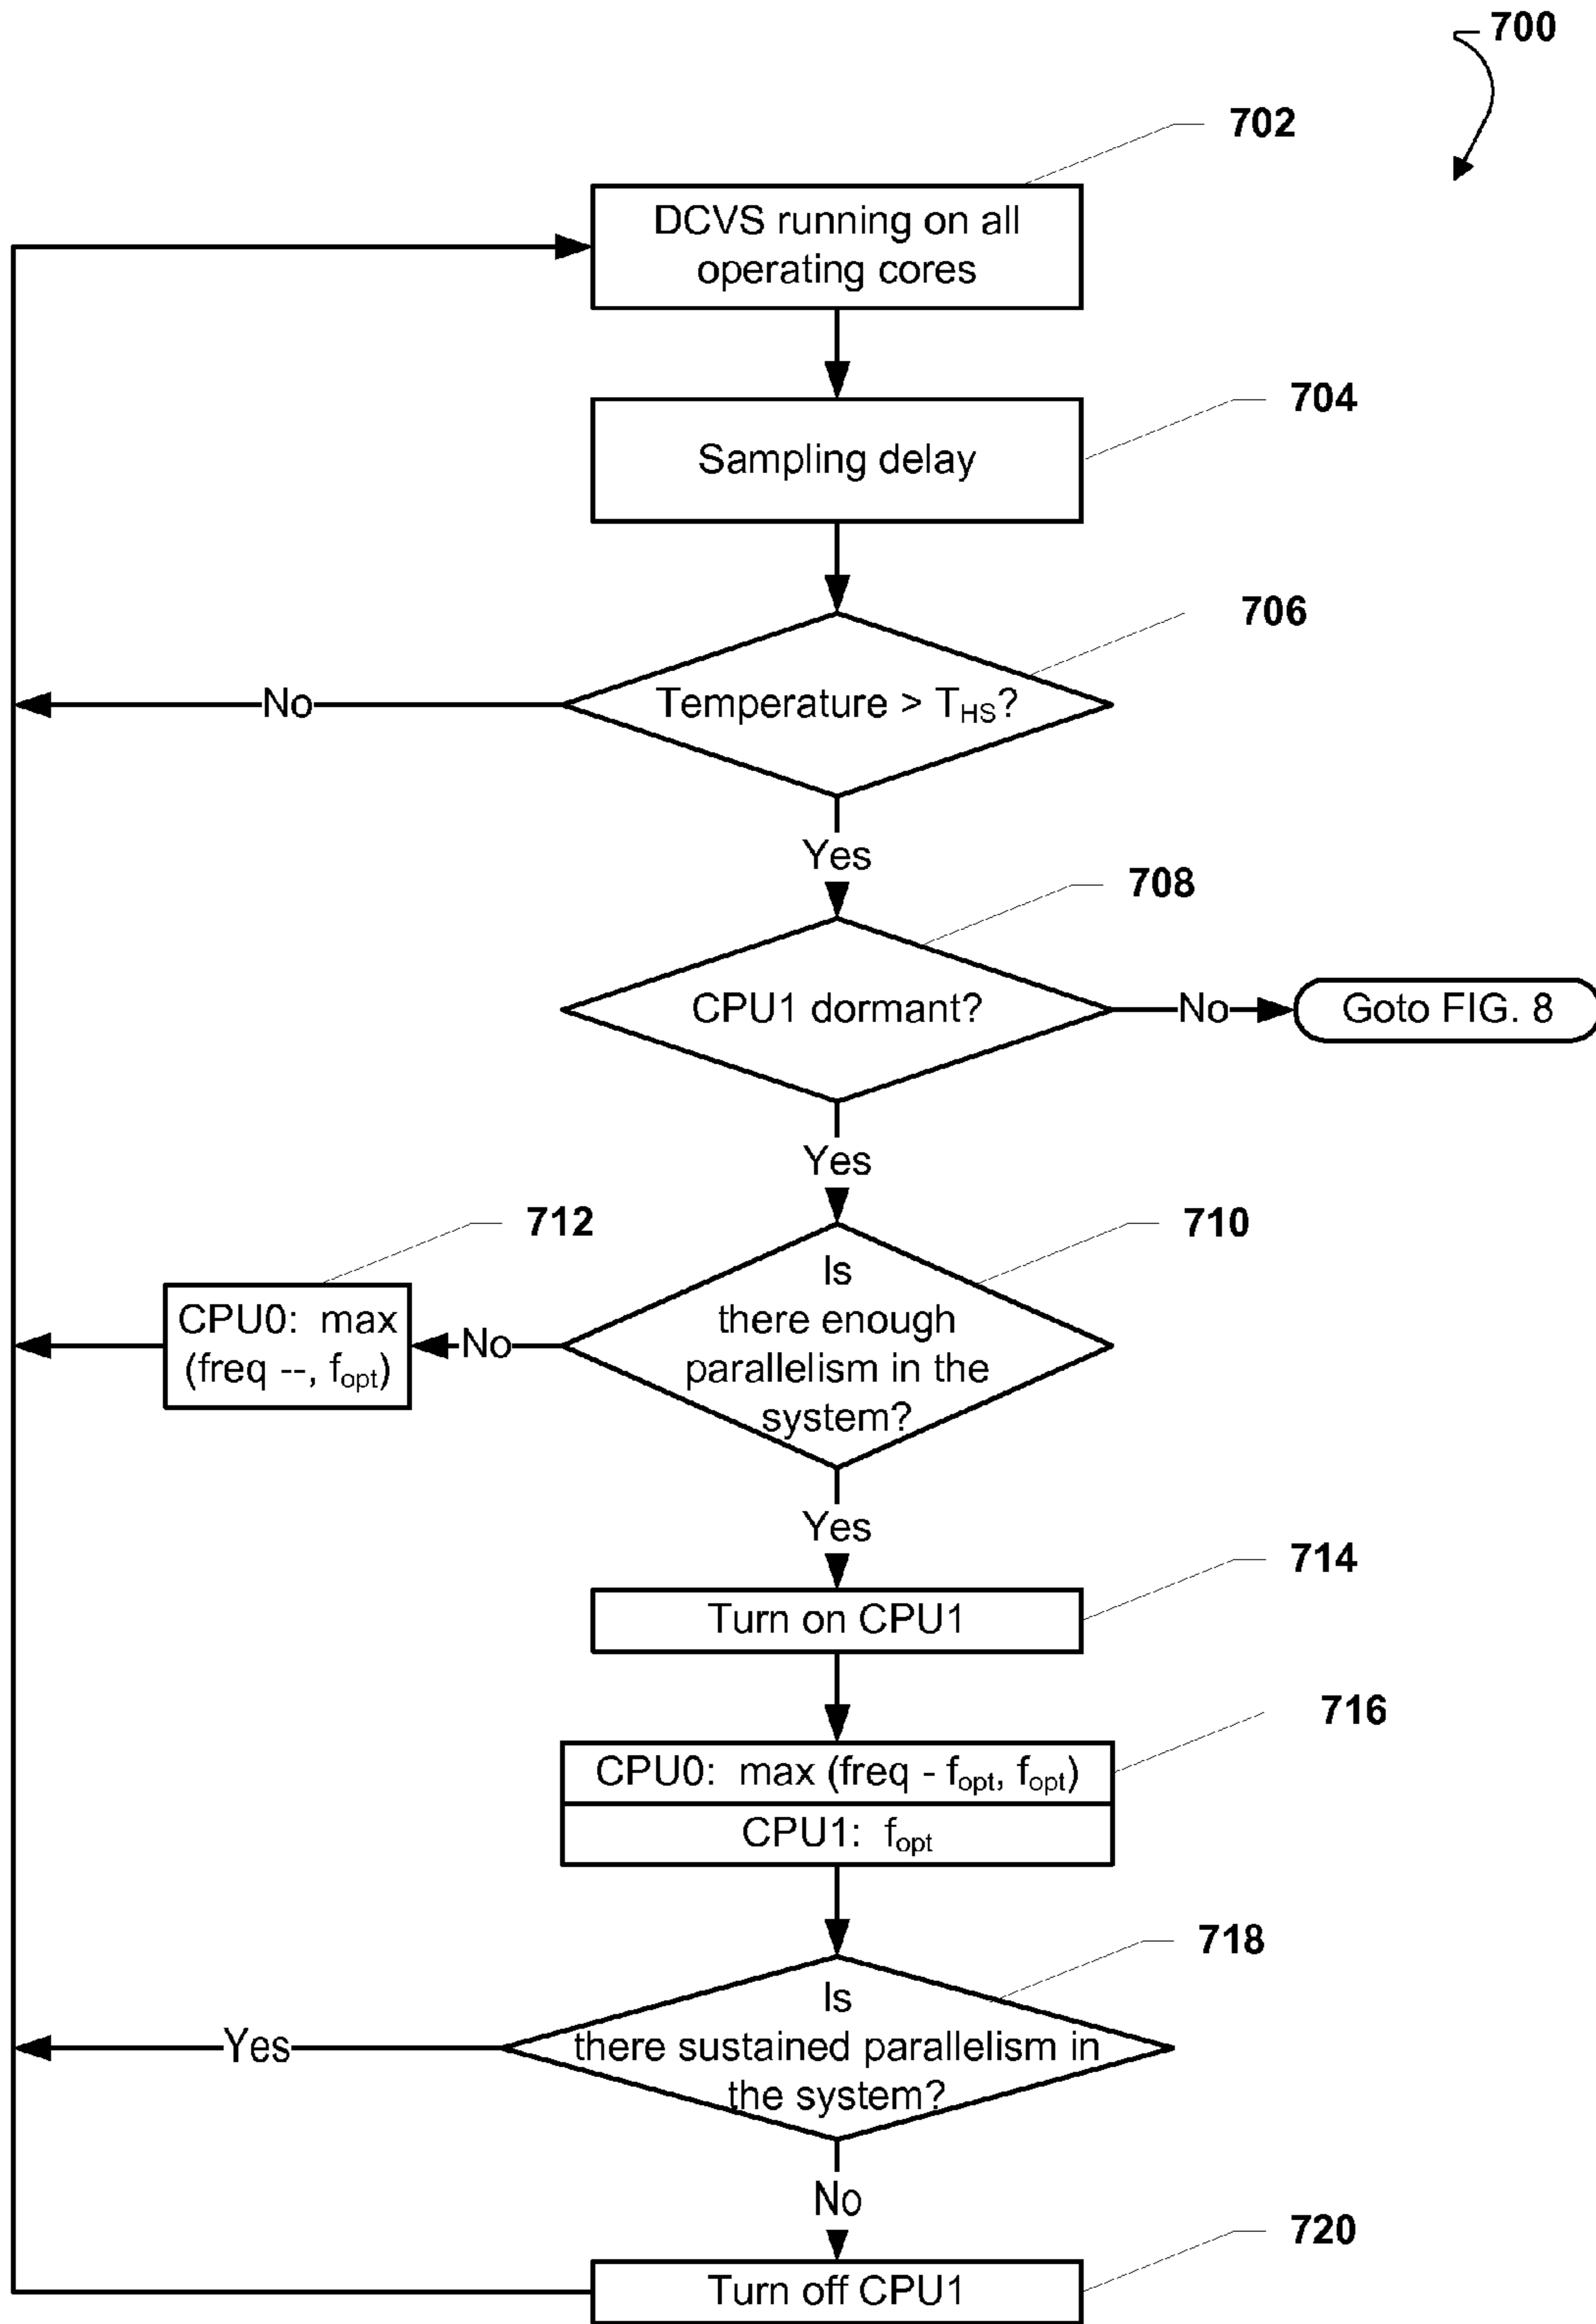 700
702
DCVS running on all
operating cores
704
Sampling delay
706
Temperature > THS?
No
Yes
708
CPU1 dormant?
No
Goto FIG. 8
Yes
712
710
CPU0: max
(freq --, fopt)
No
Is
there enough
parallelism in the
system?
Yes
714
Turn on CPU1
716
CPU0: max (freq - fopt, fopt)
CPU1: fopt
718
Is
there sustained parallelism in
the system?
Yes
No
720
Turn off CPU1